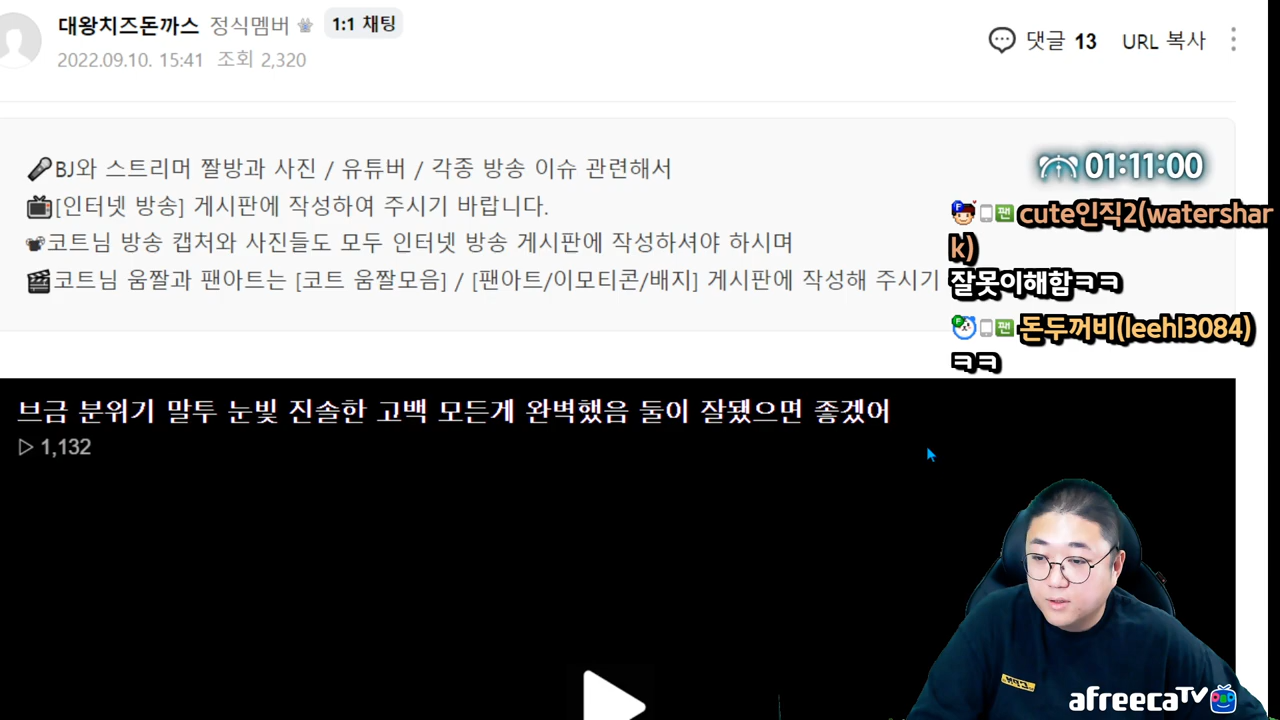 대왕치즈돈까스 정식멤버 1:1 채팅
2022.09.10. 15:41 조회 2,320
댓글 13 URL 복사
BJ와 스트리머 짤방과 사진 / 유튜버 / 각종 방송 이슈 관련해서
[인터넷 방송] 게시판에 작성하여 주시기 바랍니다.
코트님 방송 캡처와 사진들도 모두 인터넷 방송 게시판에 작성하셔야 하시며
코트님 움짤과 팬아트는 [코트 움짤모음] / [팬아트/이모티콘/배지] 게시판에 작성해 주시기
01:11:00
F 팬 cute인직2(watershar
k)
잘못이해함ㅋㅋ
F 팬 돈두꺼비(leehl3084)
ㅋㅋ
브금 분위기 말투 눈빛 진솔한 고백 모든게 완벽했음 둘이 잘됐으면 좋겠어
1,132
afreecaTV